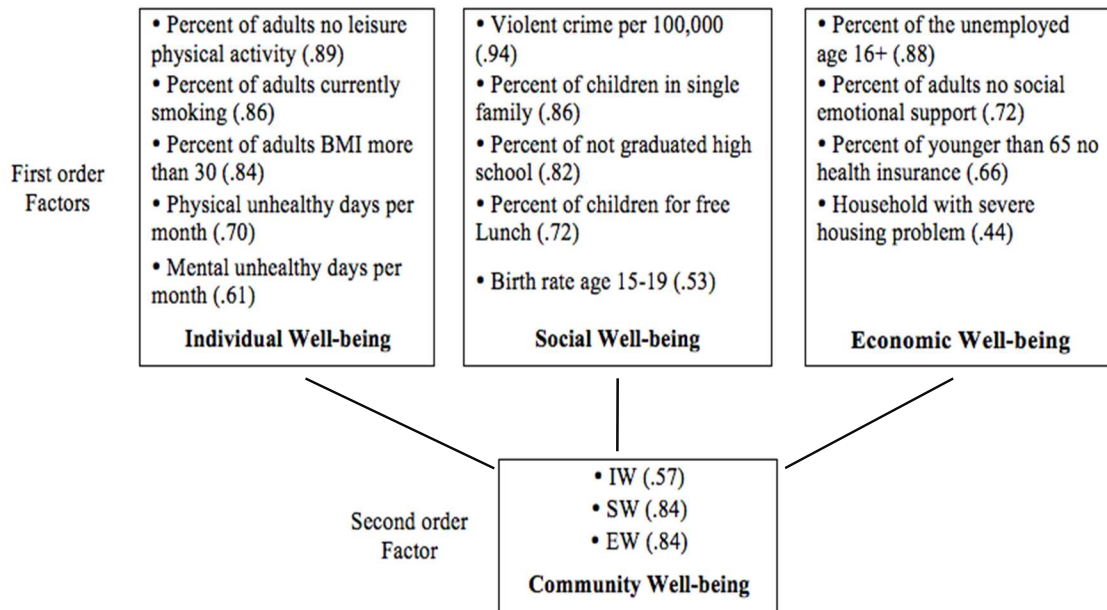 First order
Factors
• Percent of adults no leisure
physical activity (.89)
• Percent of adults currently
smoking (.86)
• Percent of adults BMI more
than 30 (.84)
• Physical unhealthy days per
month (.70)
• Mental unhealthy days per
month (.61)
Individual Well-being
• Violent crime per 100,000
(.94)
• Percent of children in single
family (.86)
• Percent of not graduated high
school (.82)
• Percent of children for free
Lunch (.72)
• Birth rate age 15-19 (.53)
Social Well-being
• Percent of the unemployed
age 16+ (.88)
• Percent of adults no social
emotional support (.72)
• Percent of younger than 65 no
health insurance (.66)
• Household with severe
housing problem (.44)
Economic Well-being
Second order
Factor
• IW (.57)
• SW (.84)
• EW (.84)
Community Well-being